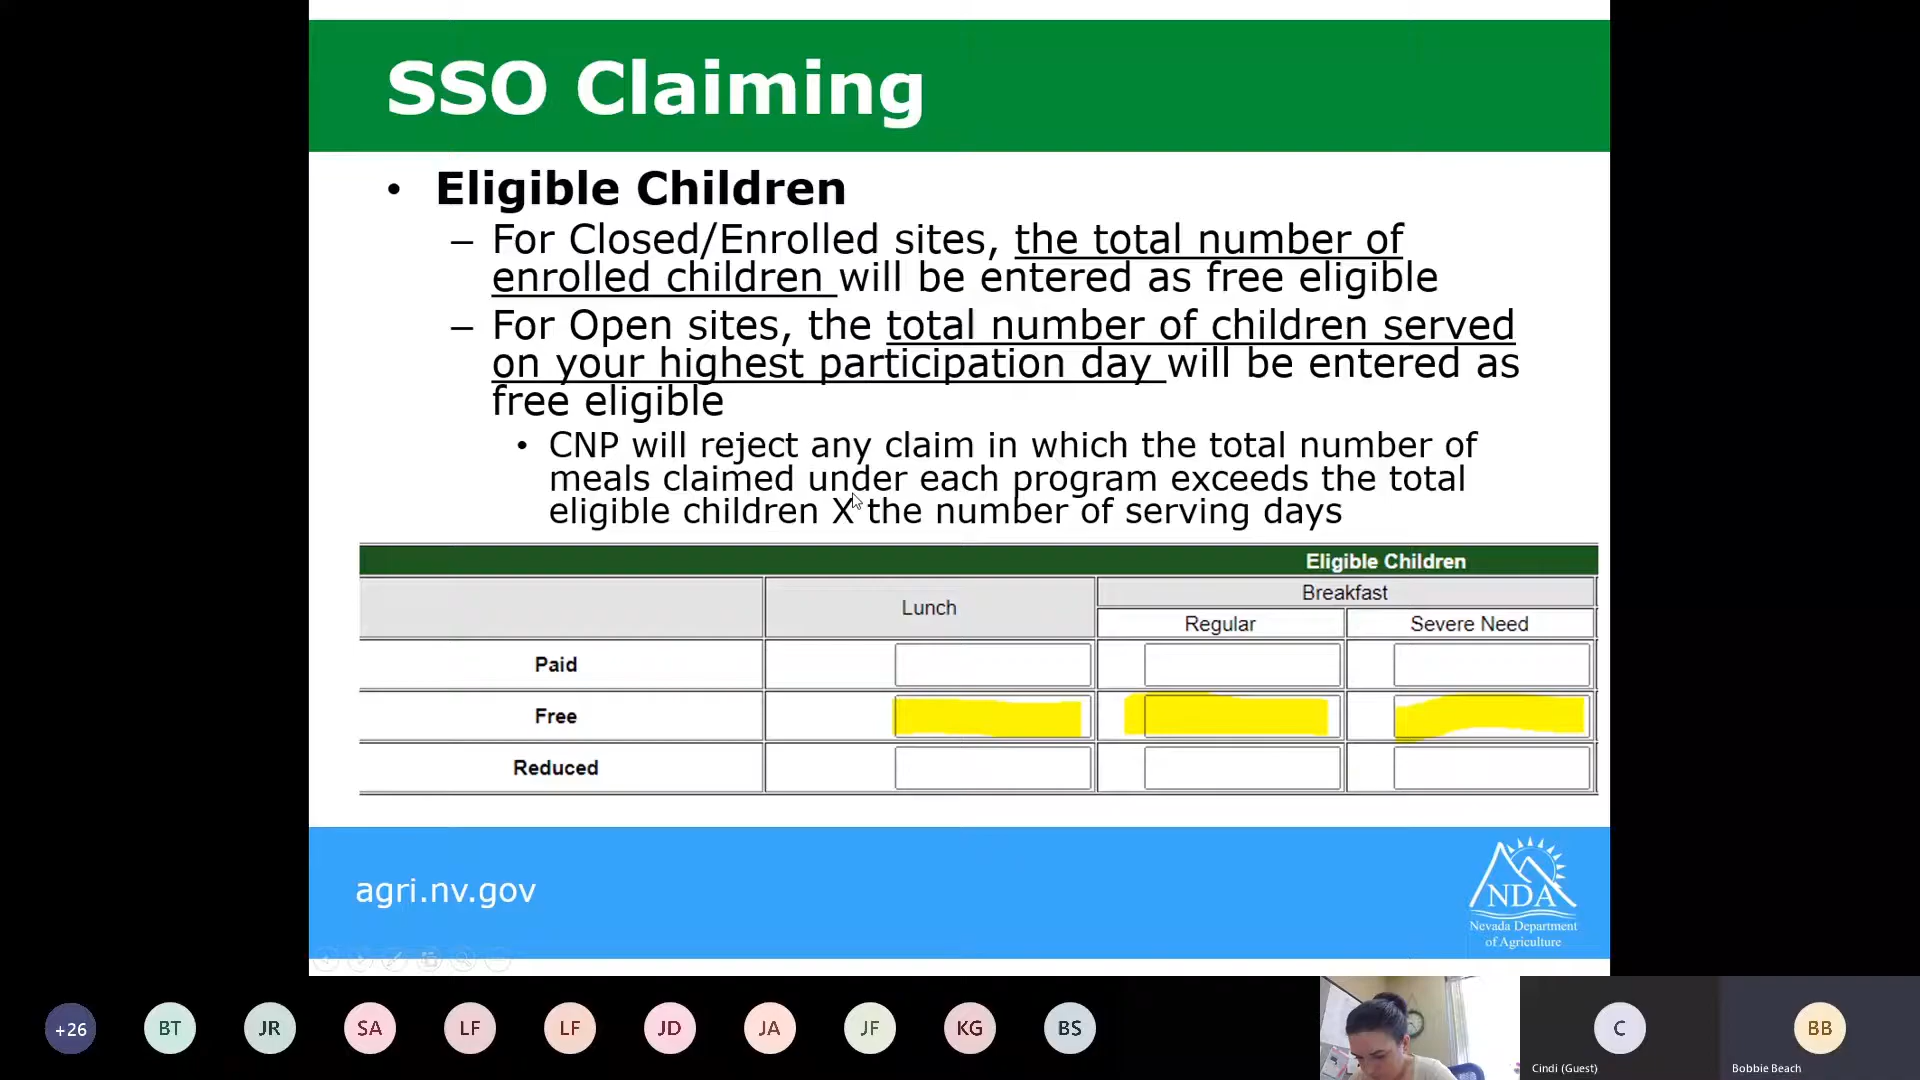 SSO Claiming
• Eligible Children
– For Closed/Enrolled sites, the total number of
enrolled children will be entered as free eligible
– For Open sites, the total number of children served
on your highest participation day will be entered as
free eligible
• CNP will reject any claim in which the total number of
meals claimed under each program exceeds the total
eligible children X the number of serving days
Eligible Children
Lunch
Breakfast
Regular
Severe Need
Paid
Free
Reduced
agri.nv.gov
NDA
Nevada Department
of Agriculture
+26
BT
JR
SA
LF
LF
JD
JA
JF
KG
BS
C
BB
Cindi (Guest)
Bobbie Beach